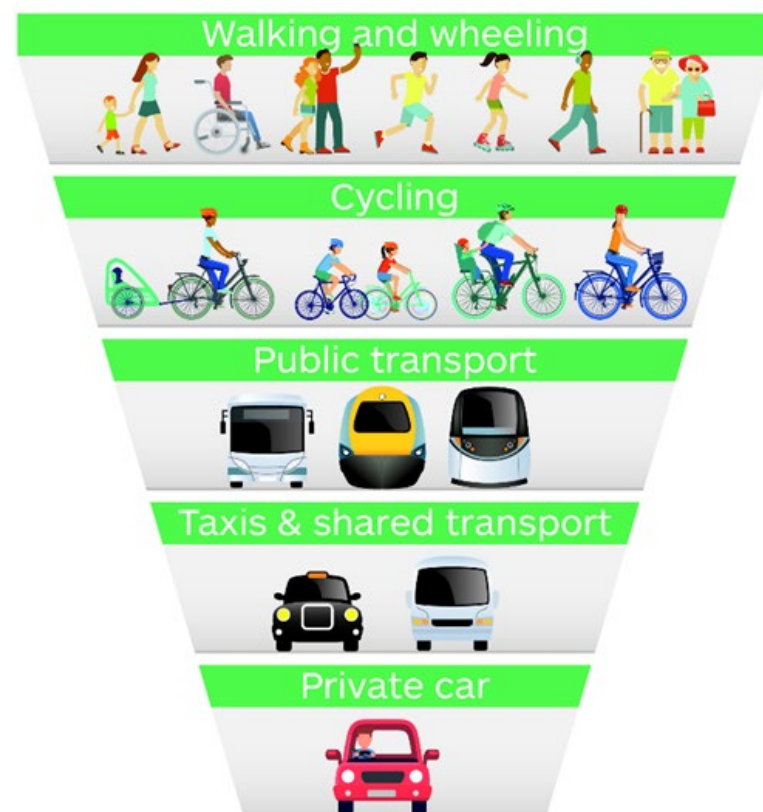 Walking and wheeling
Cycling
Public transport
Taxis & shared transport
Private car